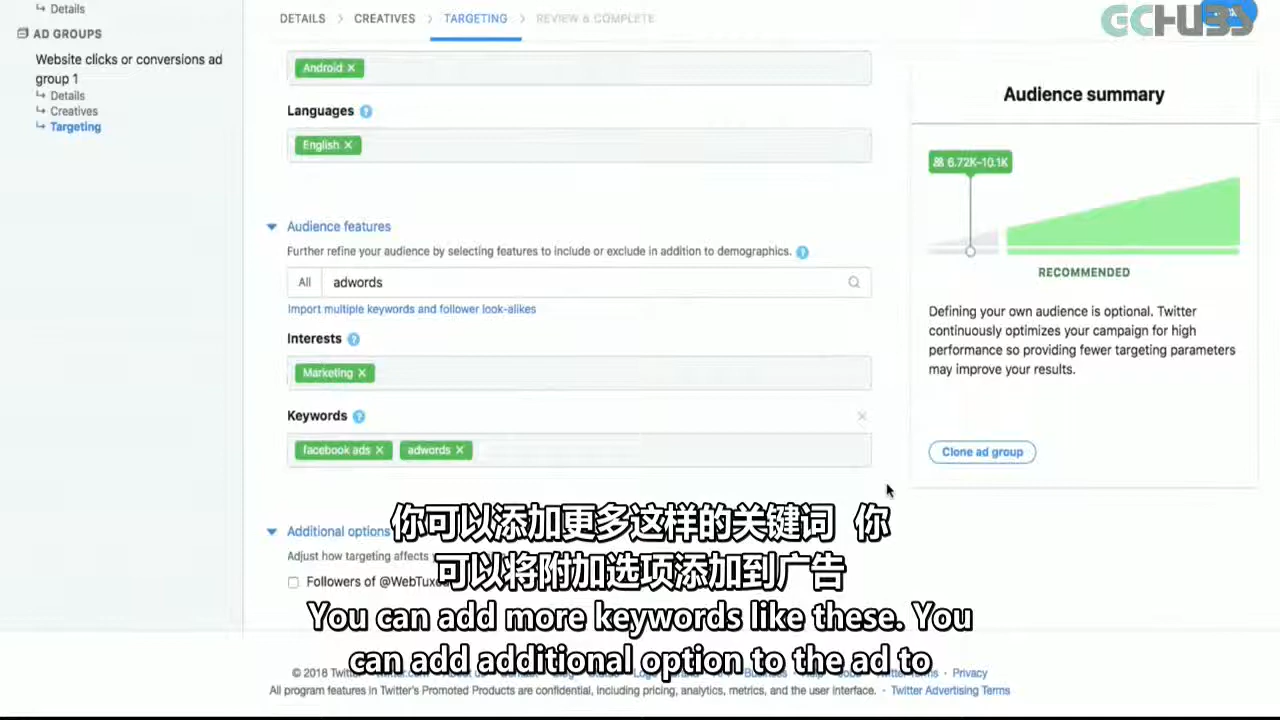 Details
AD GROUPS
Website clicks or conversions ad
group 1
Details
Creatives
Targeting
DETAILS > CREATIVES > TARGETING > REVIEW & COMPLETE
GCHUBS
Android ×
Languages ?
English ×
Audience features
Further refine your audience by selecting features to include or exclude in addition to demographics. ?
All adwords
Import multiple keywords and follower look-alikes
Interests ?
Marketing ×
Keywords ?
facebook ads × adwords ×
Additional options
Adjust how targeting affects
Followers of @WebTuxe
Audience summary
6.72K-10.1K
RECOMMENDED
Defining your own audience is optional. Twitter
continuously optimizes your campaign for high
performance so providing fewer targeting parameters
may improve your results.
Clone ad group
你可以添加更多这样的关键词 你
可以将附加选项添加到广告
You can add more keywords like these. You
can add additional option to the ad to
© 2018 Privacy
All program features in Twitter's Promoted Products are confidential, including pricing, analytics, metrics, and the user interface. · Twitter Advertising Terms